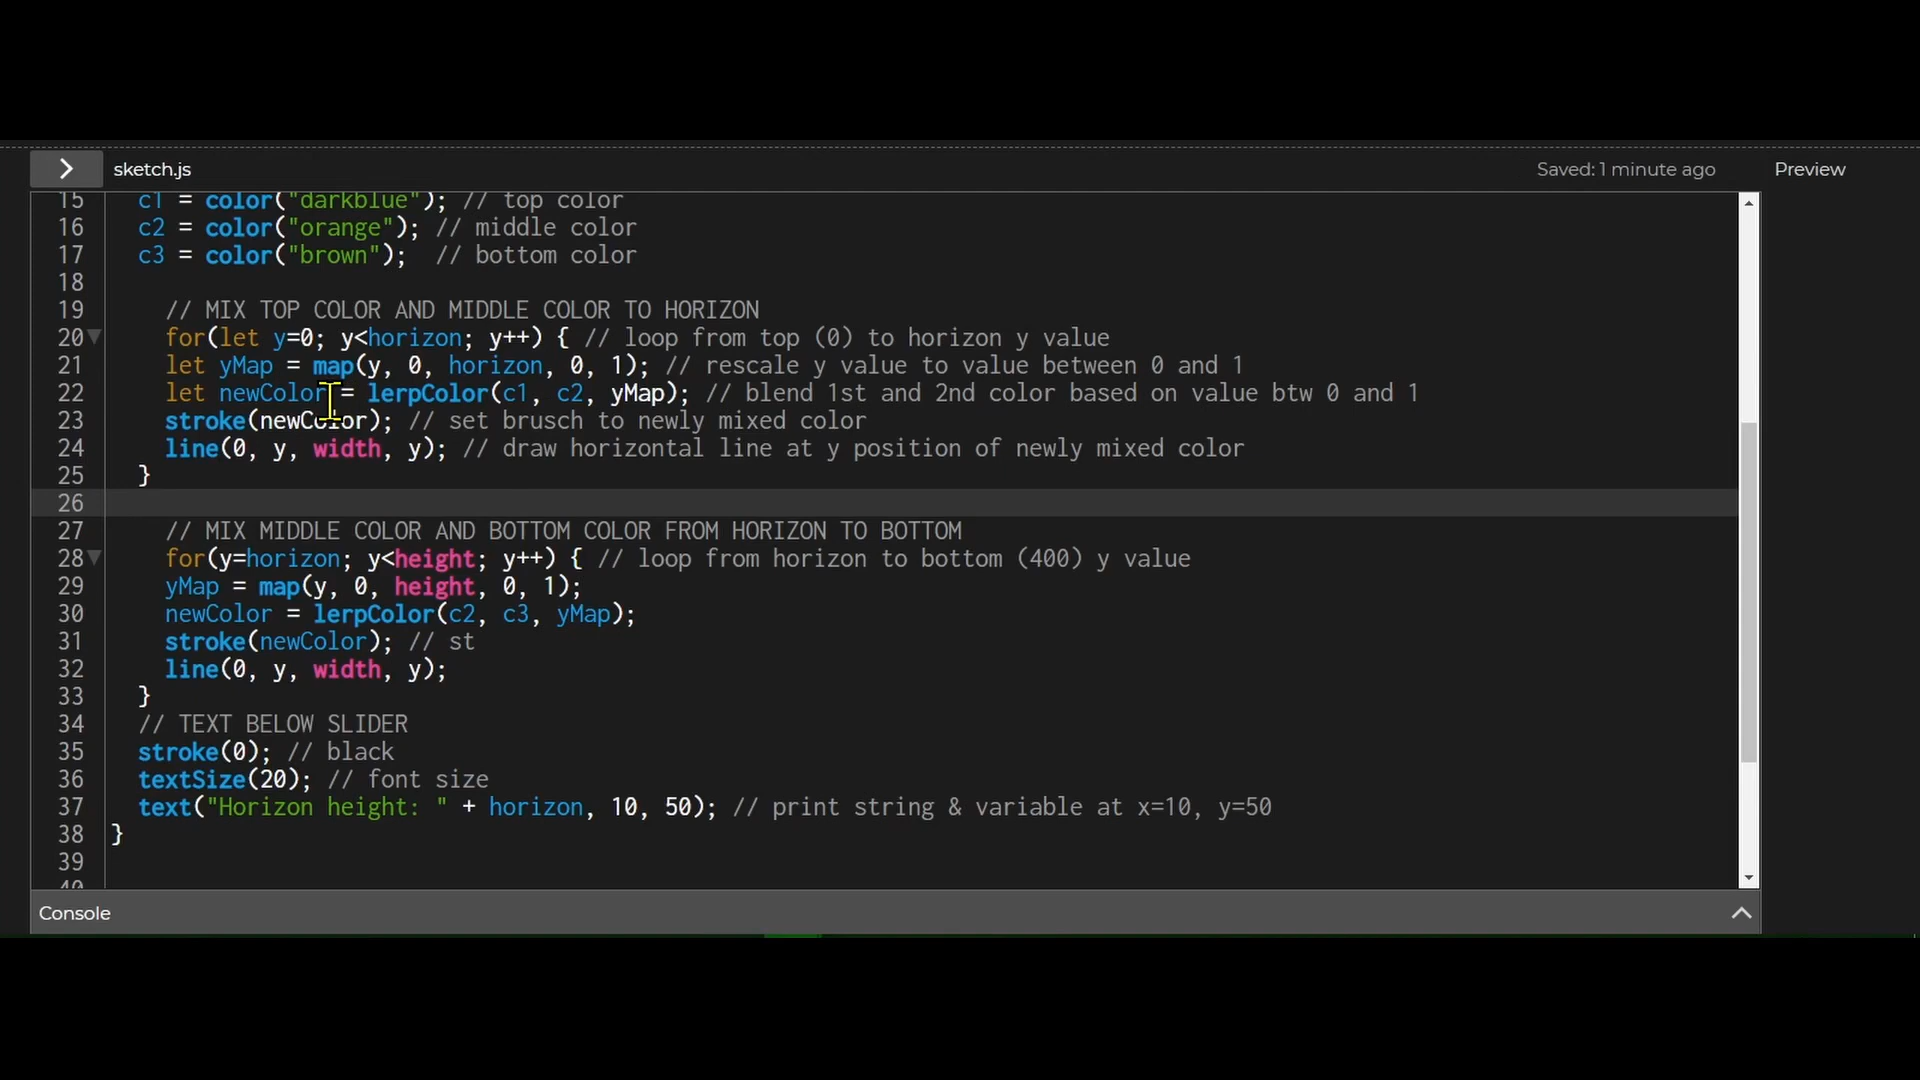 sketch.js
Saved: 1 minute ago
Preview
15 c1 = color("darkblue"); // top color
16 c2 = color("orange"); // middle color
17 c3 = color("brown");  // bottom color
18
19 // MIX TOP COLOR AND MIDDLE COLOR TO HORIZON
20 for(let y=0; y<horizon; y++) { // loop from top (0) to horizon y value
21 let yMap = map(y, 0, horizon, 0, 1); // rescale y value to value between 0 and 1
22 let newColor = lerpColor(c1, c2, yMap); // blend 1st and 2nd color based on value btw 0 and 1
23 stroke(newColor); // set brusch to newly mixed color
24 line(0, y, width, y); // draw horizontal line at y position of newly mixed color
25 }
26
27 // MIX MIDDLE COLOR AND BOTTOM COLOR FROM HORIZON TO BOTTOM
28 for(y=horizon; y<height; y++) { // loop from horizon to bottom (400) y value
29 yMap = map(y, 0, height, 0, 1);
30 newColor = lerpColor(c2, c3, yMap);
31 stroke(newColor); // st
32 line(0, y, width, y);
33 }
34 // TEXT BELOW SLIDER
35 stroke(0); // black
36 textSize(20); // font size
37 text("Horizon height: " + horizon, 10, 50); // print string & variable at x=10, y=50
38 }
39
40
Console